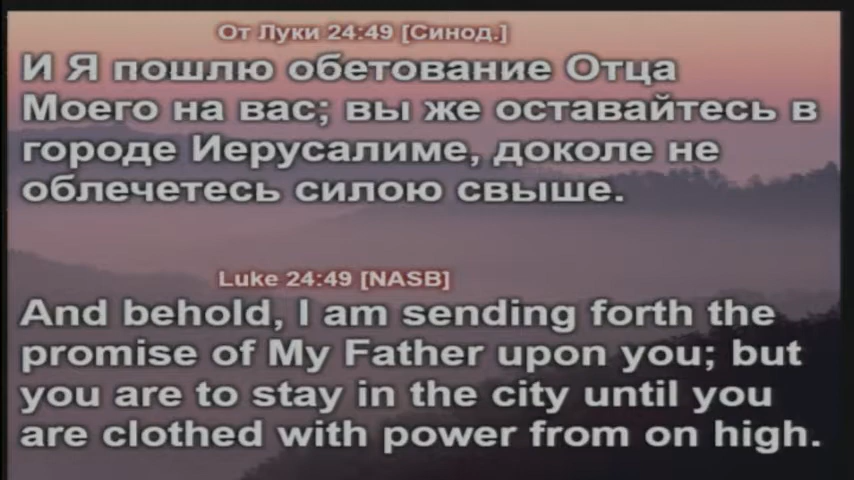 От Луки 24:49 [Синод.]
И Я пошлю обетование Отца
Моего на вас; вы же оставайтесь в
городе Иерусалиме, доколе не
облечетесь силою свыше.
Luke 24:49 [NASB]
And behold, I am sending forth the
promise of My Father upon you; but
you are to stay in the city until you
are clothed with power from on high.